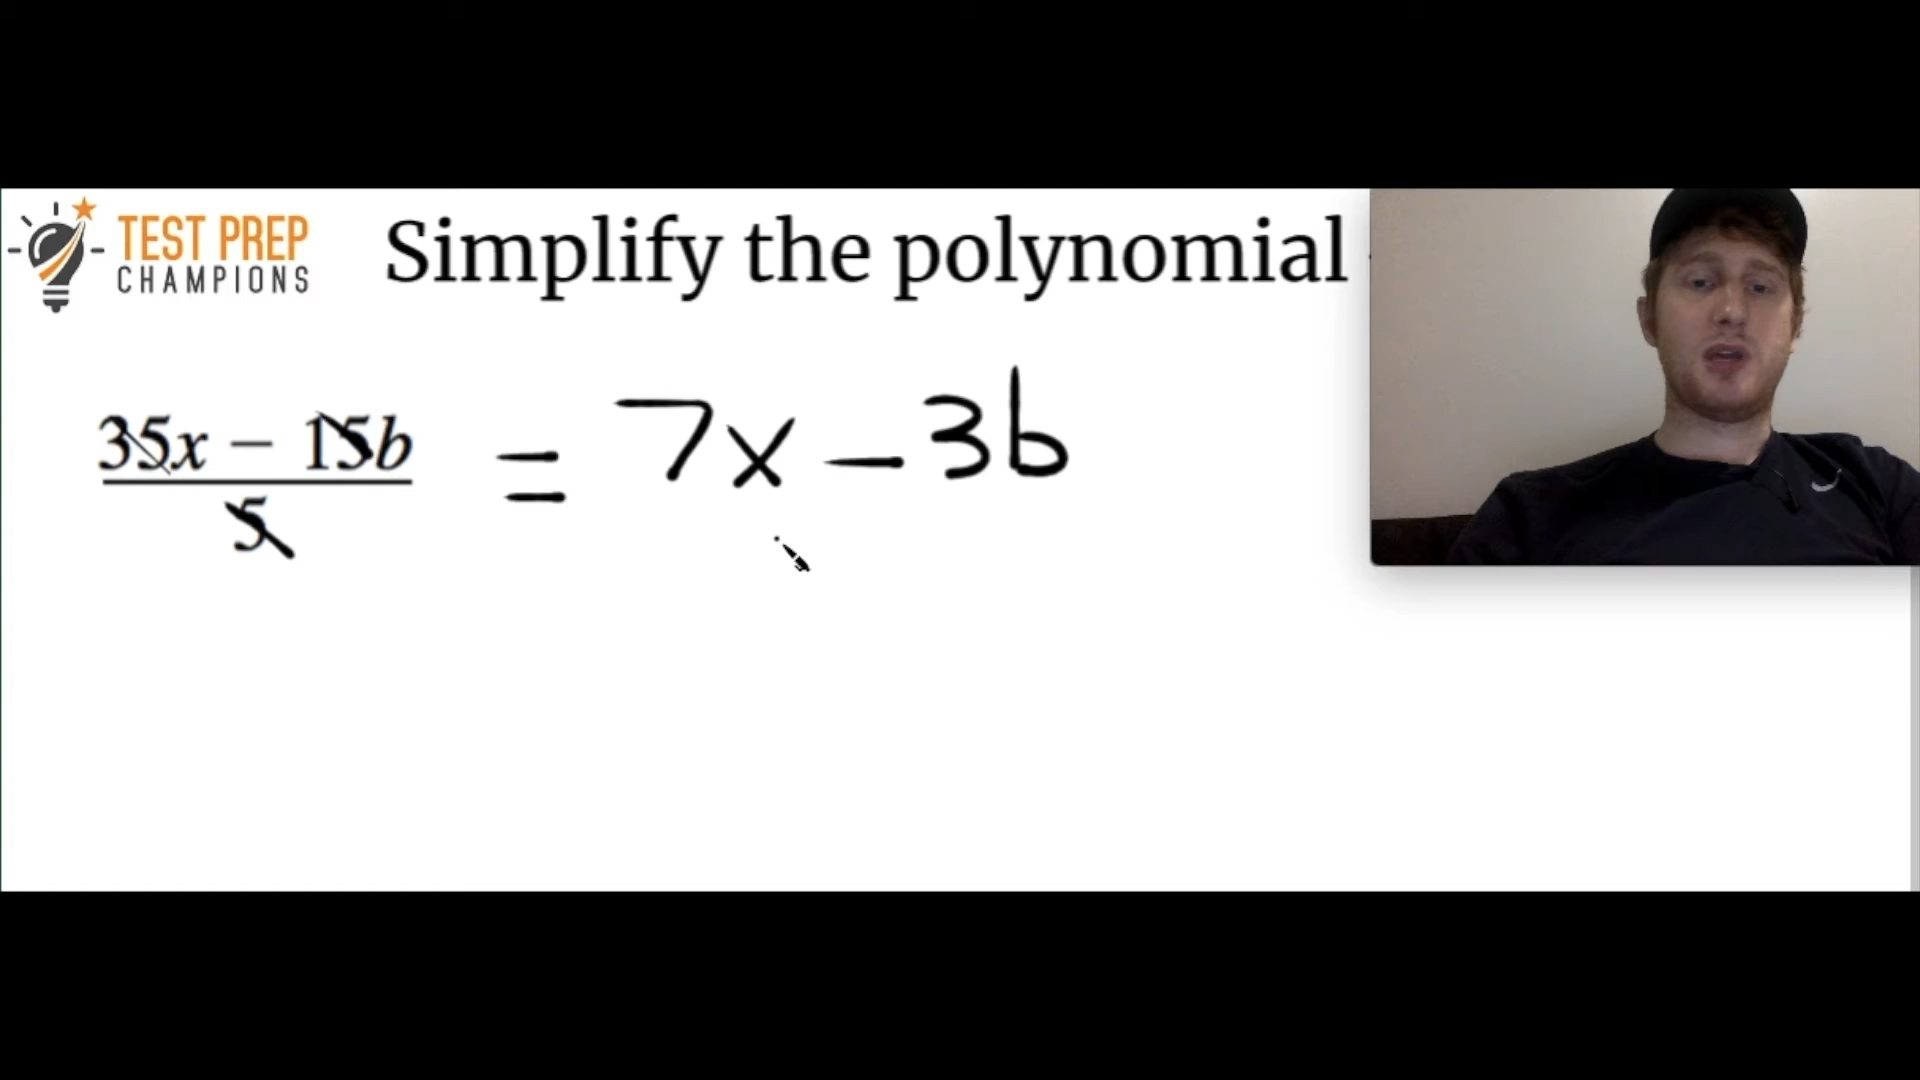 TEST PREP
CHAMPIONS
Simplify the polynomial
35x − 15b
5
= 7x − 3b